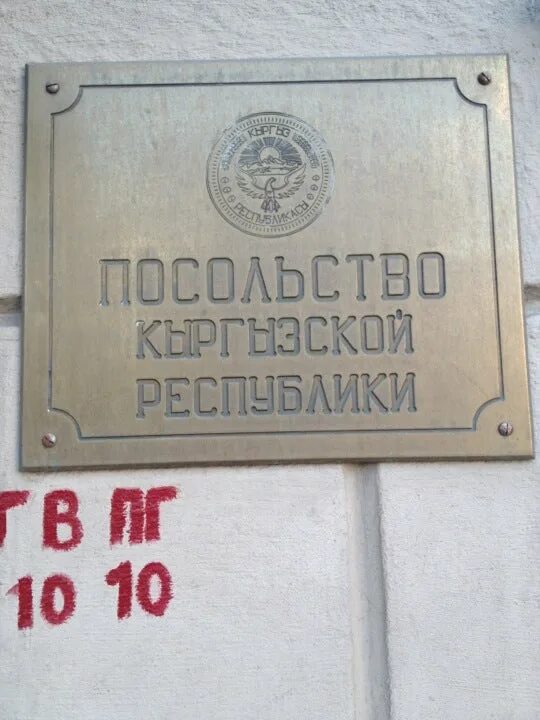 КЫРГЫЗ
РЕСПУБЛИКАСЫ
ПОСОЛЬСТВО
КЫРГЫЗСКОЙ
РЕСПУБЛИКИ
Г В ПГ
10 10